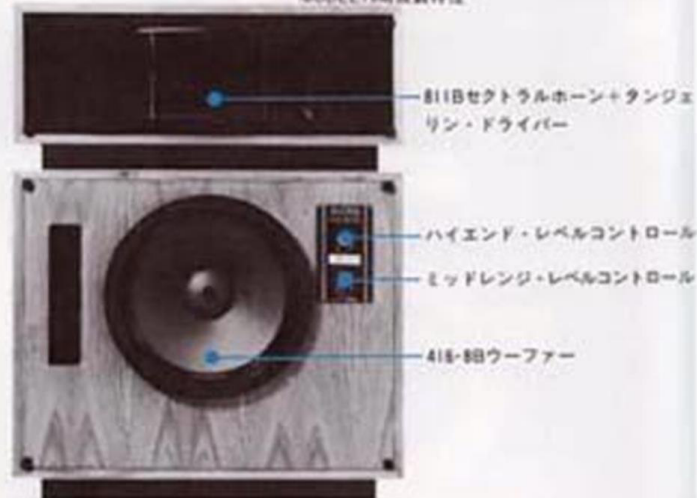 811Bセクトラルホーン+タンジェ
リン・ドライバー
ハイエンド・レベルコントロール
ミッドレンジ・レベルコントロール
416-8Bウーファー